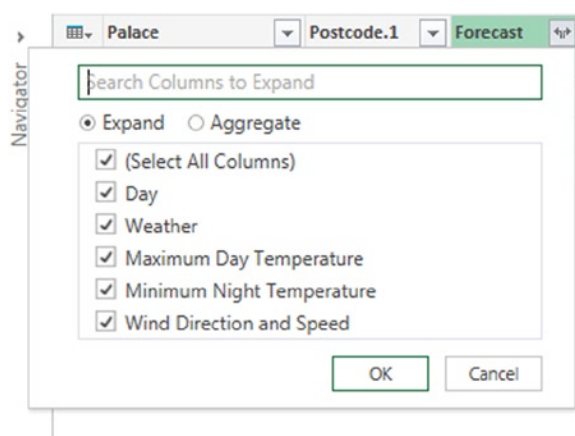 Palace Postcode.1 Forecast
Navigator
Search Columns to Expand
Expand Aggregate
(Select All Columns)
Day
Weather
Maximum Day Temperature
Minimum Night Temperature
Wind Direction and Speed
OK Cancel